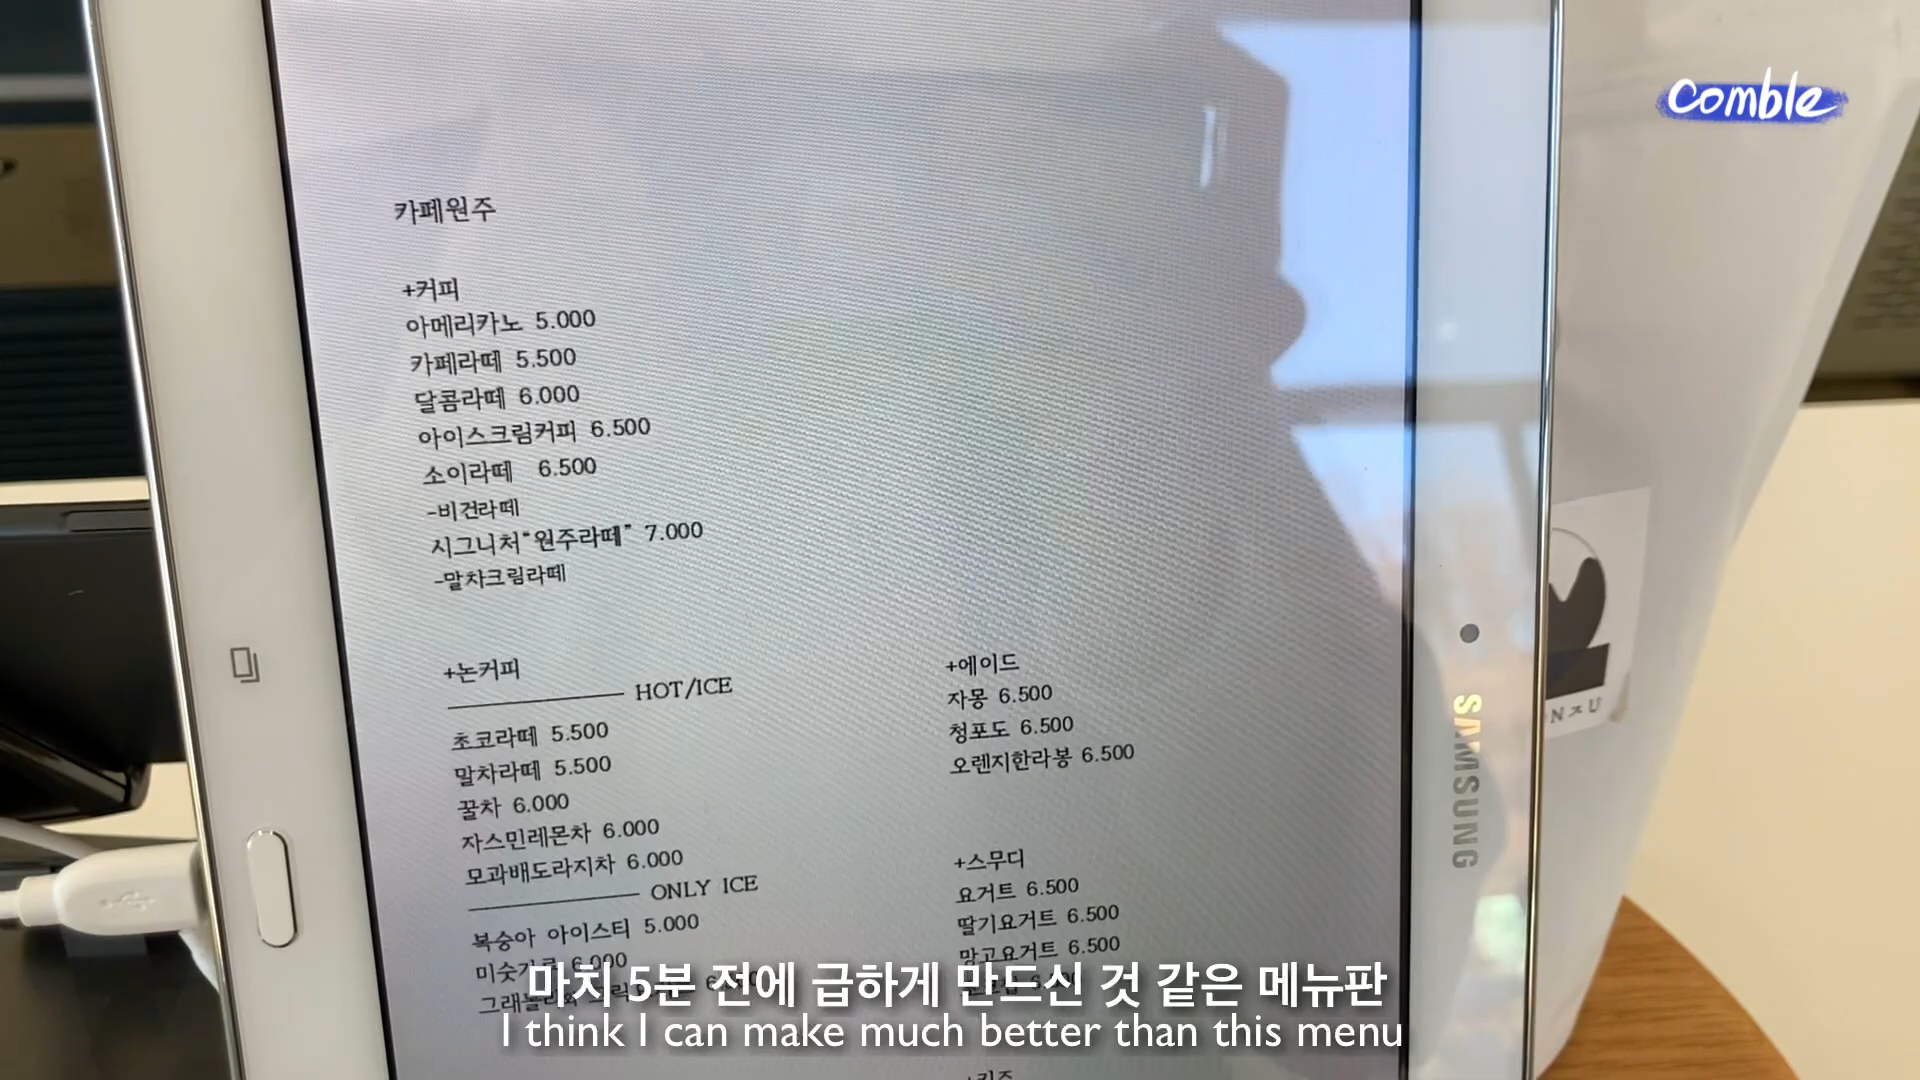 comble
카페원주
+커피
아메리카노 5.000
카페라떼 5.500
달콤라떼 6.000
아이스크림커피 6.500
소이라떼 6.500
-비건라떼
시그니처“원주라떼” 7.000
-말차크림라떼
+논커피
HOT/ICE
초코라떼 5.500
말차라떼 5.500
꿀차 6.000
자스민레몬차 6.000
모과배도라지차 6.000
ONLY ICE
복숭아 아이스티 5.000
미숫가루 6.000
+에이드
자몽 6.500
청포도 6.500
오렌지한라봉 6.500
+스무디
요거트 6.500
딸기요거트 6.500
망고요거트 6.500
+키즈
SAMSUNG
마치 5분 전에 급하게 만드신 것 같은 메뉴판
I think I can make much better than this menu